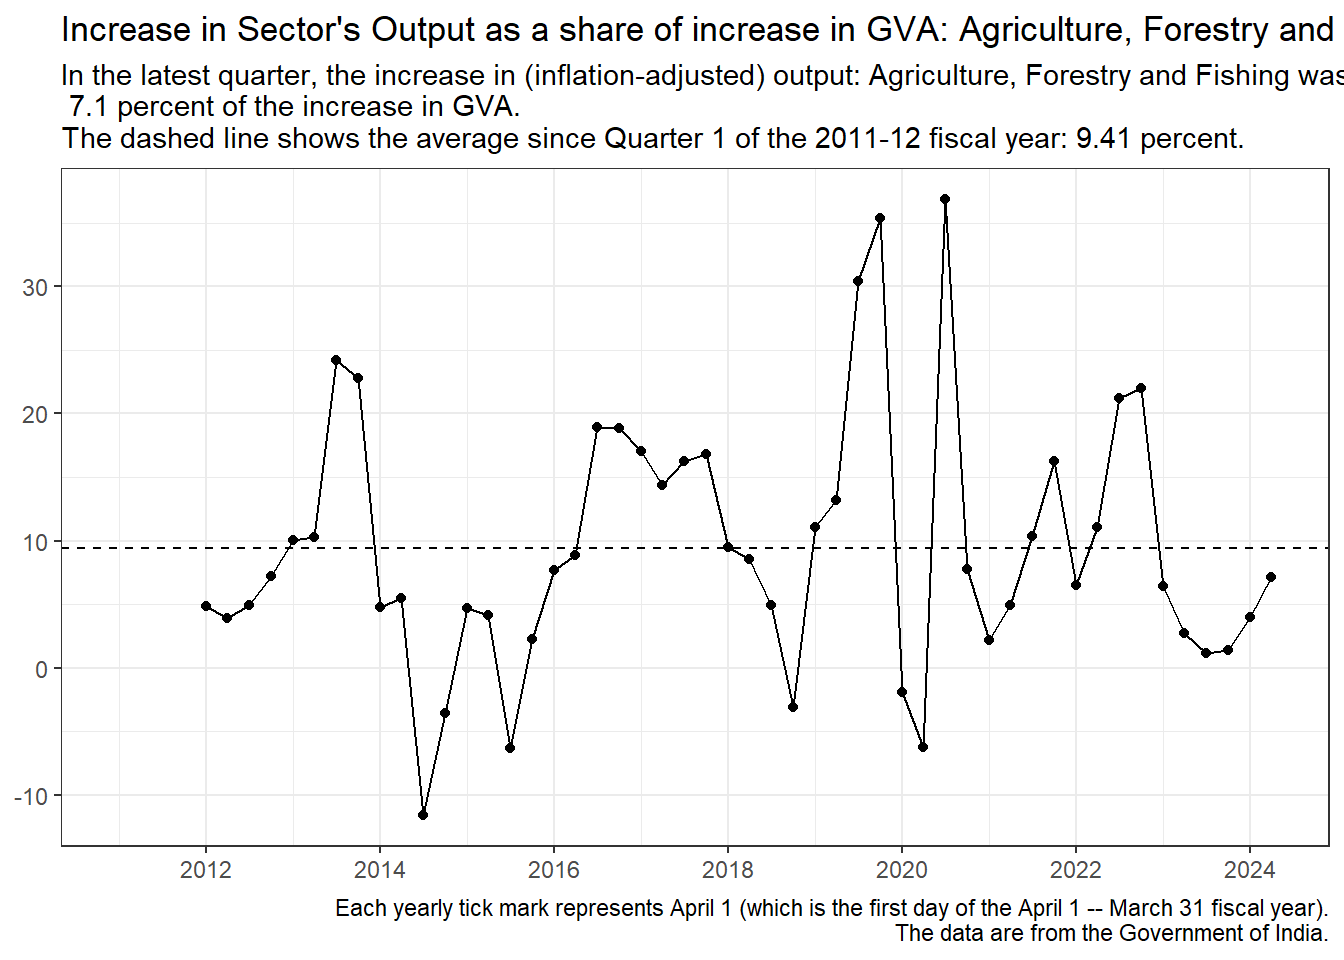 Increase in Sector's Output as a share of increase in GVA: Agriculture, Forestry and
In the latest quarter, the increase in (inflation-adjusted) output: Agriculture, Forestry and Fishing was
7.1 percent of the increase in GVA.
The dashed line shows the average since Quarter 1 of the 2011-12 fiscal year: 9.41 percent.
30
20
10
0
-10
2012 2014 2016 2018 2020 2022 2024
Each yearly tick mark represents April 1 (which is the first day of the April 1 -- March 31 fiscal year).
The data are from the Government of India.